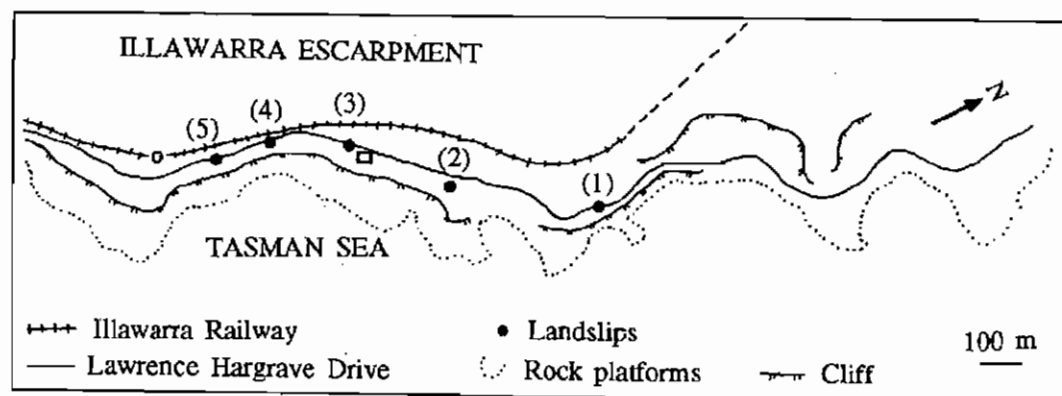 ILLAWARRA ESCARPMENT
N
(5)
(4)
(3)
(2)
(1)
TASMAN SEA
Illawarra Railway
Landslips
100 m
Lawrence Hargrave Drive
Rock platforms
Cliff